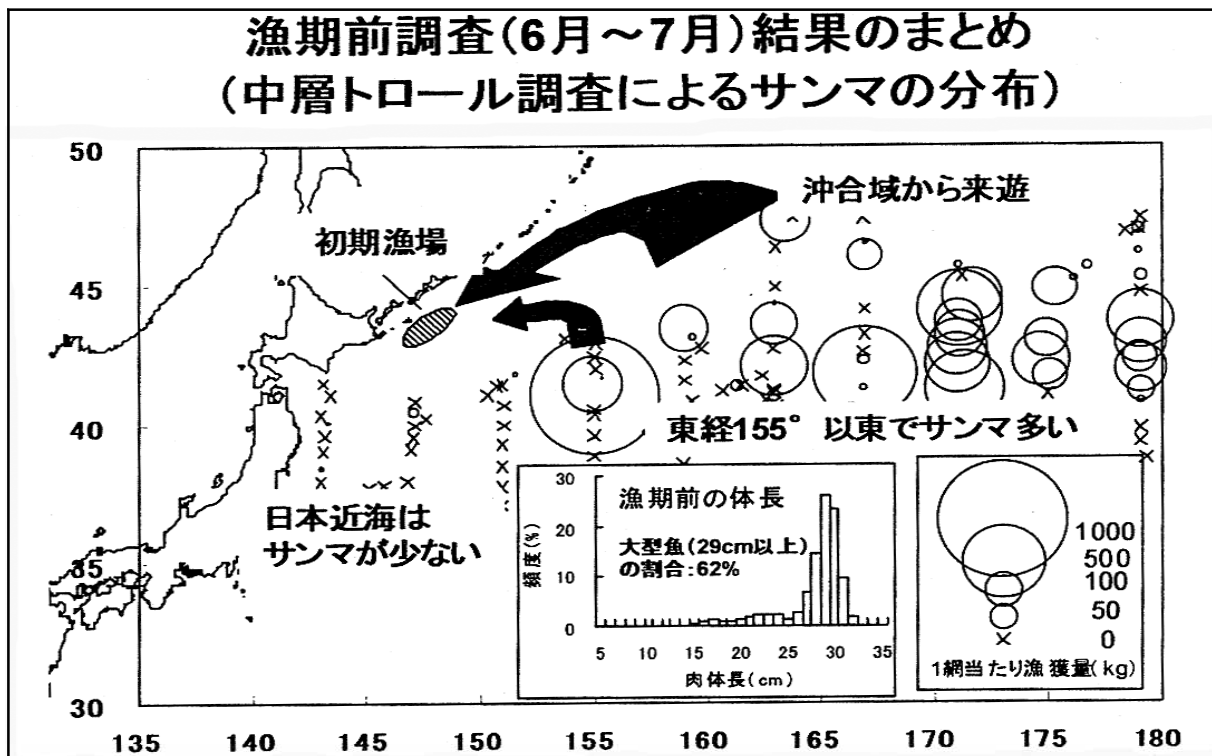 漁期前調査(6月～7月)結果のまとめ
(中層トロール調査によるサンマの分布)
50
45
40
35
30
初期漁場
沖合域から来遊
東経155°以東でサンマ多い
日本近海は
サンマが少ない
漁期前の体長
大型魚(29cm以上)
の割合:62%
頻度(%)
30
20
10
0
5 10 15 20 25 30 35
肉体長(cm)
1000
500
100
50
0
1網当たり漁獲量(kg)
135 140 145 150 155 160 165 170 175 180